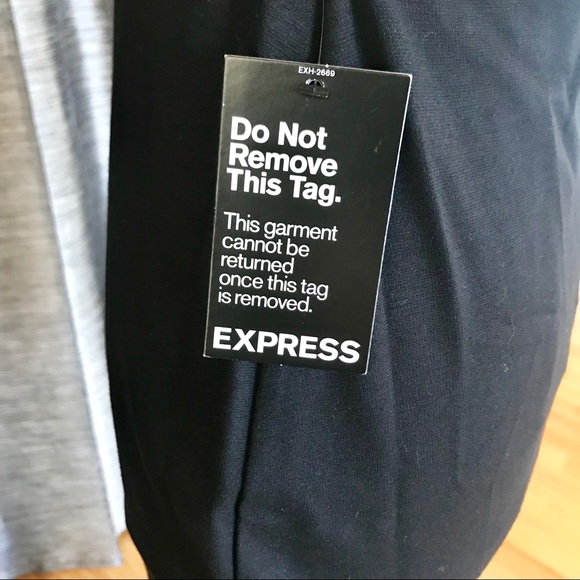 EXH-2669
Do Not
Remove
This Tag.
This garment
cannot be
returned
once this tag
is removed.
EXPRESS